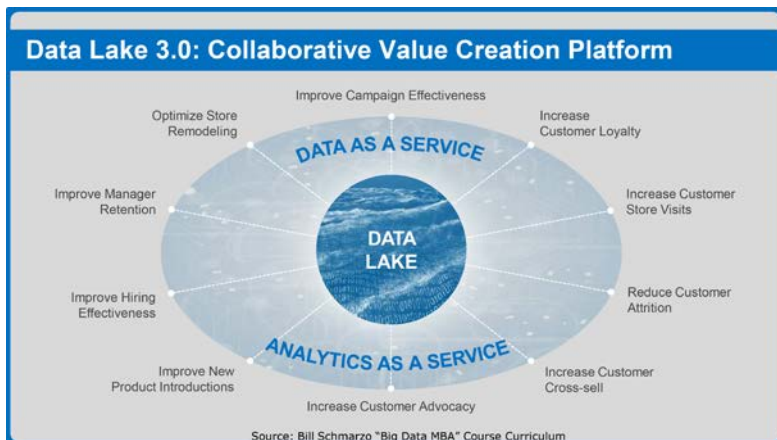 Data Lake 3.0: Collaborative Value Creation Platform
Improve Campaign Effectiveness
Optimize Store
Remodeling
Increase
Customer Loyalty
DATA AS A SERVICE
Improve Manager
Retention
Increase Customer
Store Visits
DATA
LAKE
Improve Hiring
Effectiveness
Reduce Customer
Attrition
ANALYTICS AS A SERVICE
Improve New
Product Introductions
Increase Customer
Cross-sell
Increase Customer Advocacy
Source: Bill Schmarzo "Big Data MBA" Course Curriculum